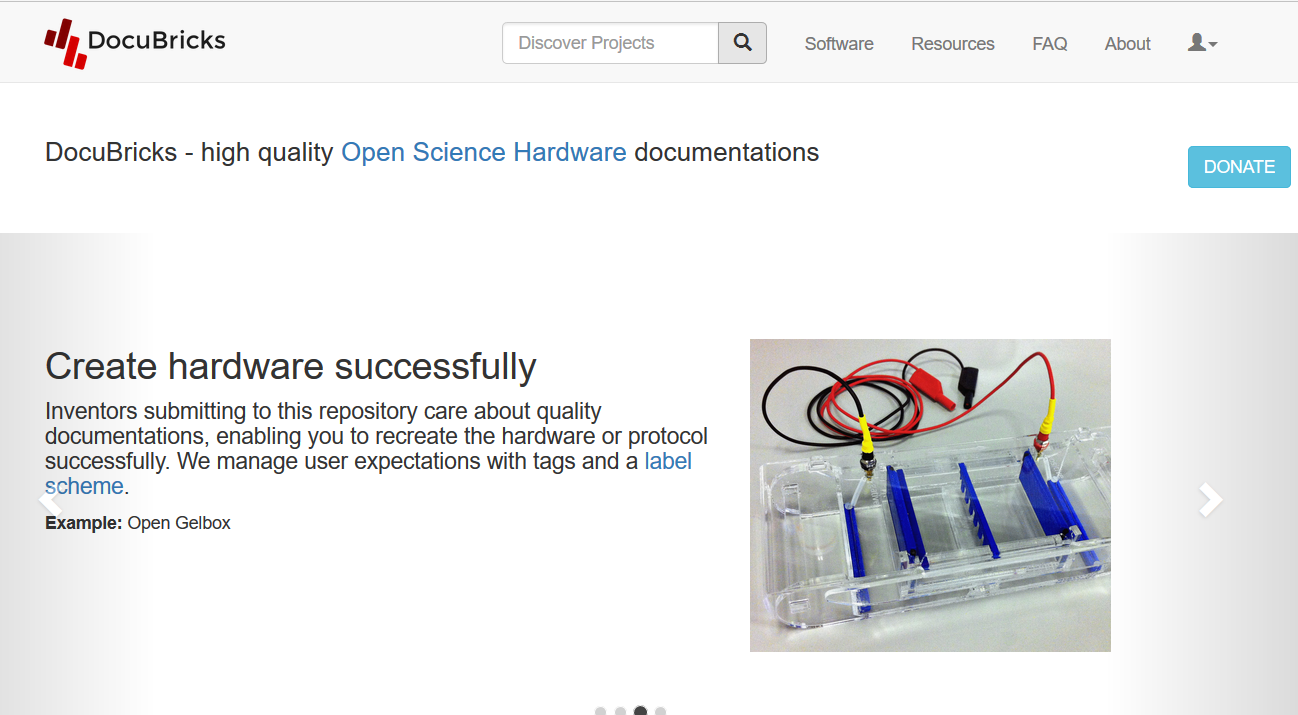 DocuBricks
Discover Projects
Software
Resources
FAQ
About
DocuBricks - high quality Open Science Hardware documentations
DONATE
Create hardware successfully
Inventors submitting to this repository care about quality
documentations, enabling you to recreate the hardware or protocol
successfully. We manage user expectations with tags and a label
scheme.
Example: Open Gelbox